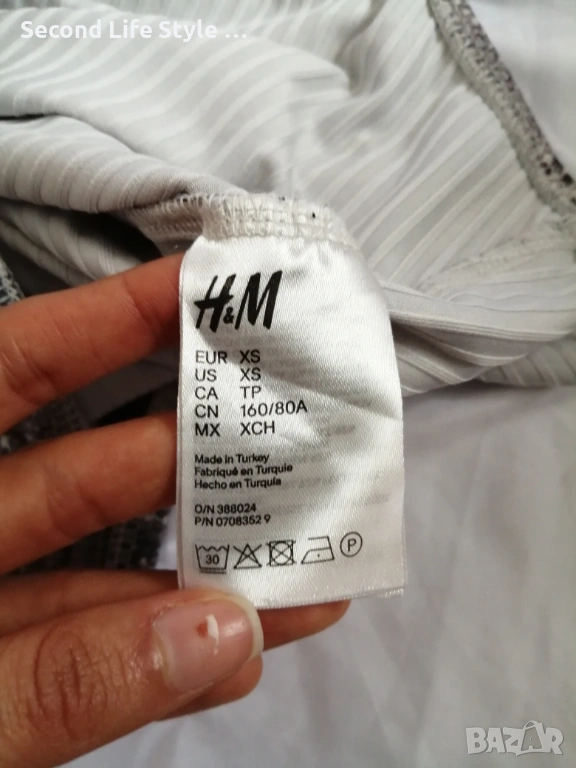 Second Life Style ...
H&M
EUR XS
US XS
CA TP
CN 160/80A
MX XCH
Made in Turkey
Fabriqué en Turquie
Hecho en Turquía
O/N 388024
P/N 0708352 9
30
P
BAZAR